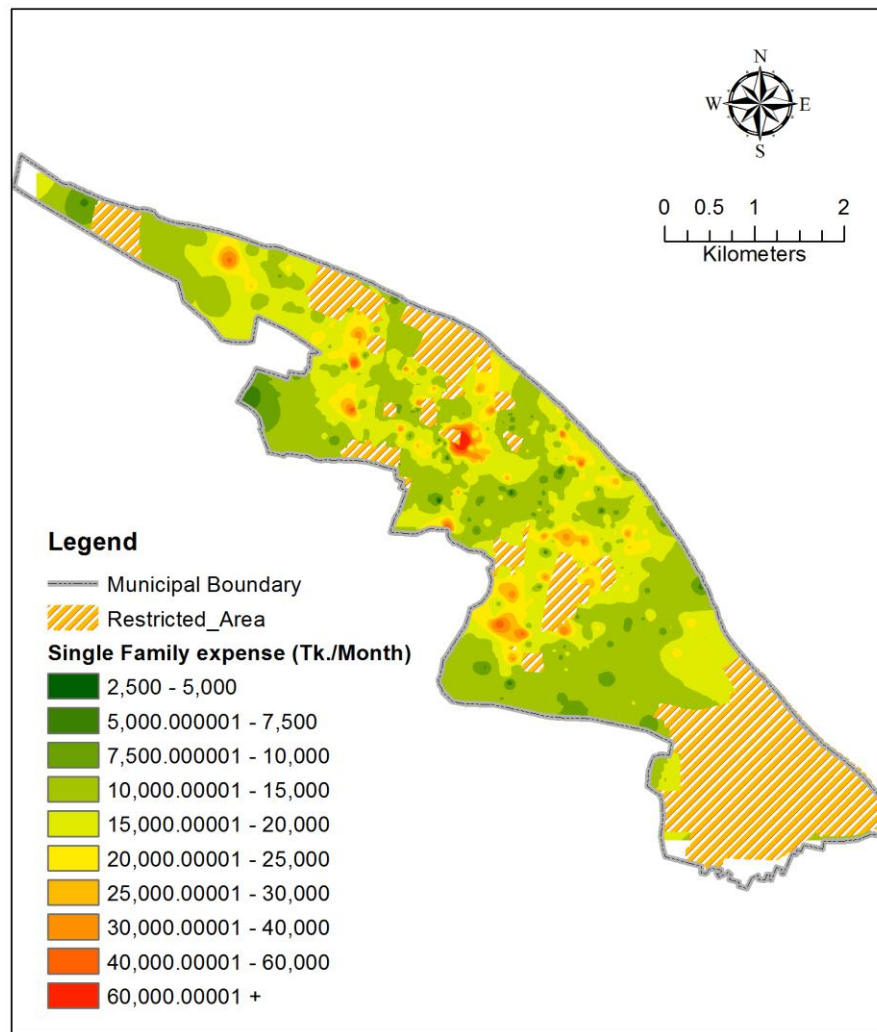 N
W E
S
0 0.5 1 2
Kilometers
Legend
Municipal Boundary
Restricted_Area
Single Family expense (Tk./Month)
2,500 - 5,000
5,000.000001 - 7,500
7,500.000001 - 10,000
10,000.00001 - 15,000
15,000.00001 - 20,000
20,000.00001 - 25,000
25,000.00001 - 30,000
30,000.00001 - 40,000
40,000.00001 - 60,000
60,000.00001 +